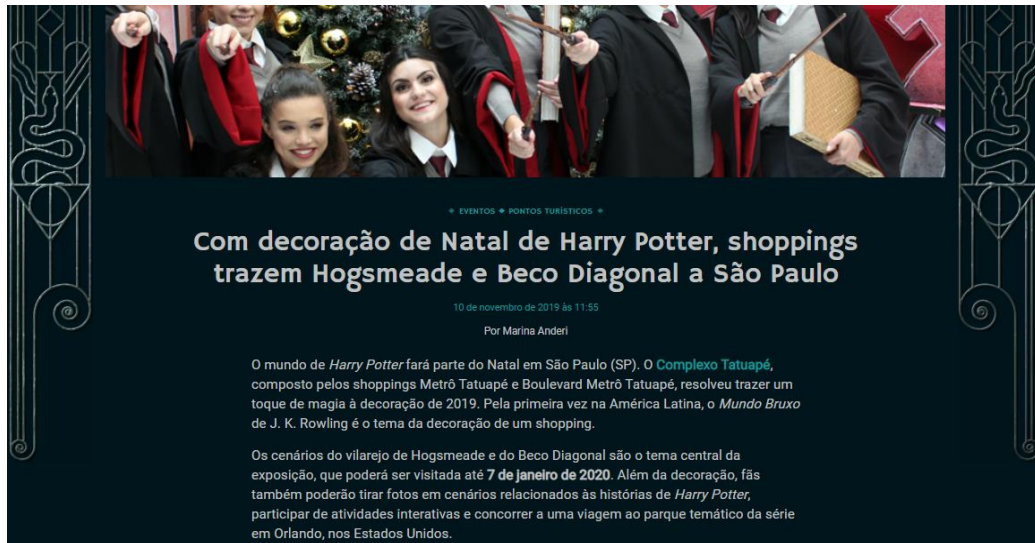 EVENTOS ✦ PONTOS TURÍSTICOS
Com decoração de Natal de Harry Potter, shoppings
trazem Hogsmeade e Beco Diagonal a São Paulo
10 de novembro de 2019 às 11:55
Por Marina Anderi
O mundo de Harry Potter fará parte do Natal em São Paulo (SP). O Complexo Tatuapé,
composto pelos shoppings Metrô Tatuapé e Boulevard Metrô Tatuapé, resolveu trazer um
toque de magia à decoração de 2019. Pela primeira vez na América Latina, o Mundo Bruxo
de J. K. Rowling é o tema da decoração de um shopping.
Os cenários do vilarejo de Hogsmeade e do Beco Diagonal são o tema central da
exposição, que poderá ser visitada até 7 de janeiro de 2020. Além da decoração, fãs
também poderão tirar fotos em cenários relacionados às histórias de Harry Potter,
participar de atividades interativas e concorrer a uma viagem ao parque temático da série
em Orlando, nos Estados Unidos.